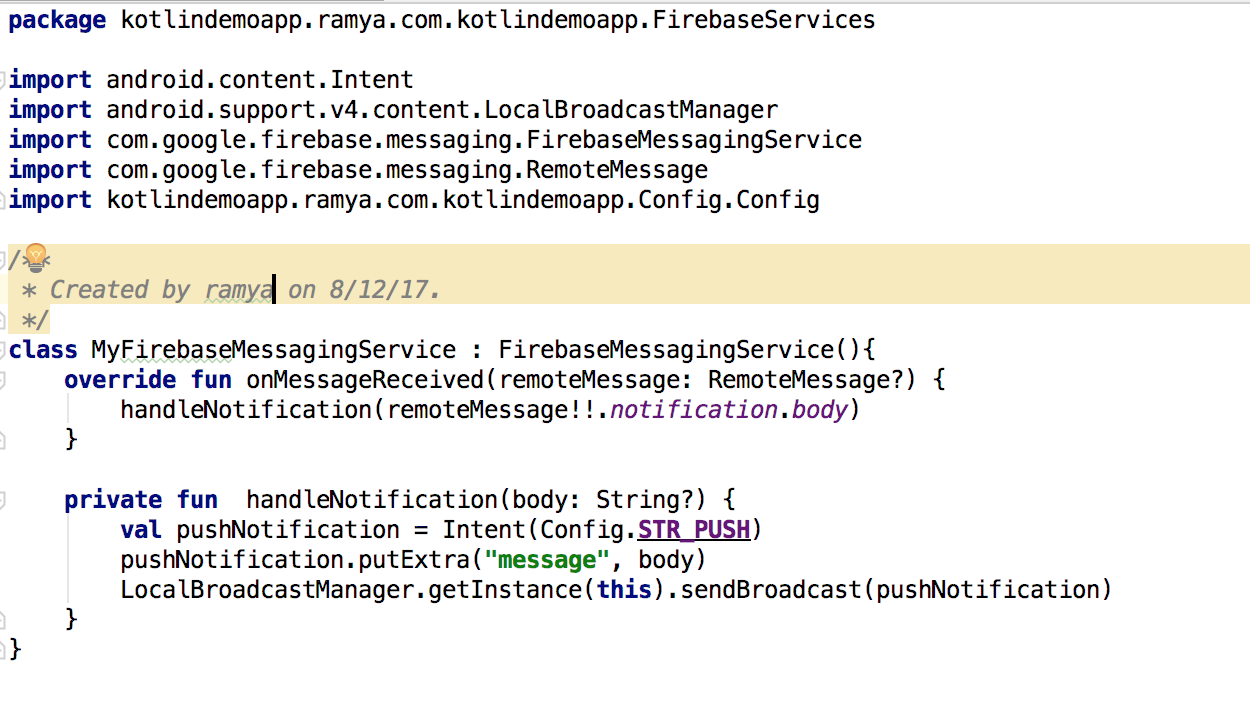 package kotlindemoapp.ramya.com.kotlindemoapp.FirebaseServices
import android.content.Intent
import android.support.v4.content.LocalBroadcastManager
import com.google.firebase.messaging.FirebaseMessagingService
import com.google.firebase.messaging.RemoteMessage
import kotlindemoapp.ramya.com.kotlindemoapp.Config.Config
/**
 * Created by ramya on 8/12/17.
 */
class MyFirebaseMessagingService : FirebaseMessagingService(){
    override fun onMessageReceived(remoteMessage: RemoteMessage?) {
        handleNotification(remoteMessage!!.notification.body)
    }
    private fun  handleNotification(body: String?) {
        val pushNotification = Intent(Config.STR_PUSH)
        pushNotification.putExtra("message", body)
        LocalBroadcastManager.getInstance(this).sendBroadcast(pushNotification)
    }
}